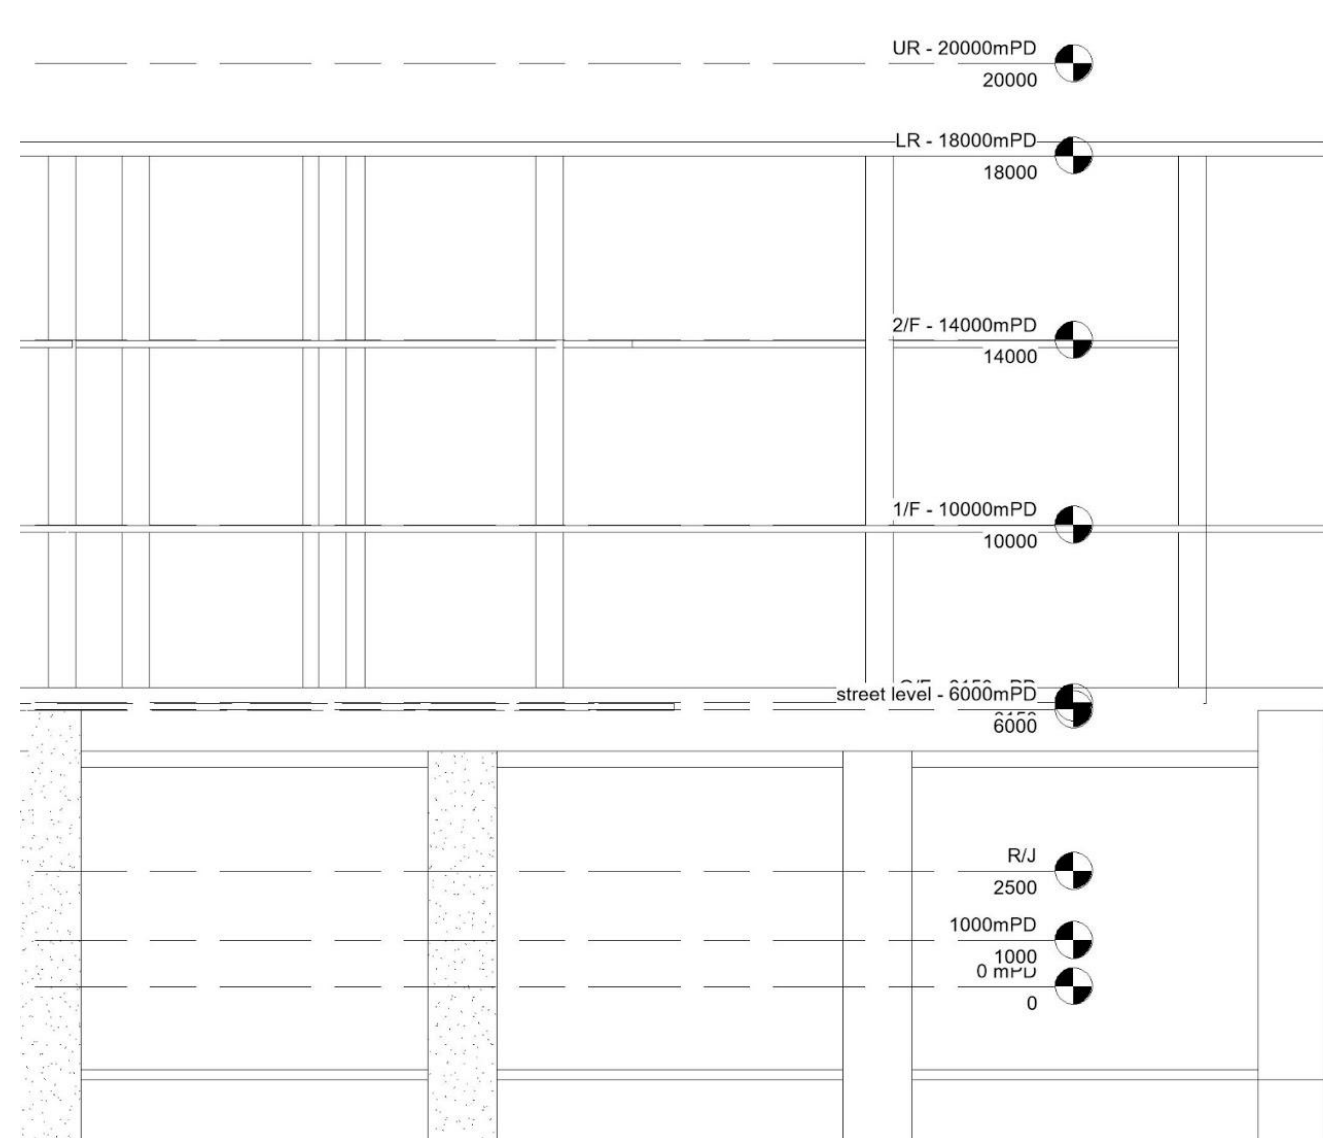 UR - 20000mPD
20000
LR - 18000mPD
18000
2/F - 14000mPD
14000
1/F - 10000mPD
10000
street level - 6000mPD
6000
R/J
2500
1000mPD
1000
0 mPD
0